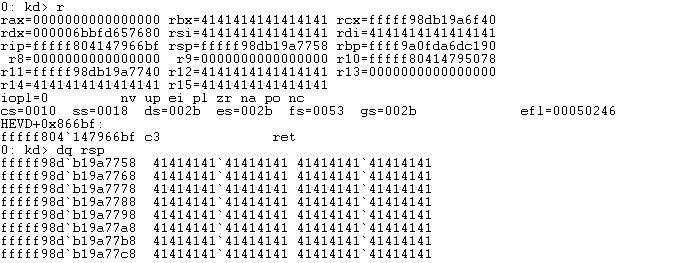 0: kd> r
rax=0000000000000000 rbx=4141414141414141 rcx=fffff98db19a6f40
rdx=0000006bbfd657680 rsi=4141414141414141 rdi=4141414141414141
rip=fffff804147966bf rsp=fffff98db19a7758 rbp=ffff9a0fda6dc190
r8=0000000000000000 r9=0000000000000000 r10=fffff80414795078
r11=fffff98db19a7740 r12=4141414141414141 r13=0000000000000000
r14=4141414141414141 r15=4141414141414141
iopl=0 nv up ei pl zr na po nc
cs=0010 ss=0018 ds=002b es=002b fs=0053 gs=002b efl=00050246
HEVD+0x866bf:
fffff804`147966bf c3 ret
0: kd> dq rsp
fffff98d`b19a7758 41414141`41414141 41414141`41414141
fffff98d`b19a7768 41414141`41414141 41414141`41414141
fffff98d`b19a7778 41414141`41414141 41414141`41414141
fffff98d`b19a7788 41414141`41414141 41414141`41414141
fffff98d`b19a7798 41414141`41414141 41414141`41414141
fffff98d`b19a77a8 41414141`41414141 41414141`41414141
fffff98d`b19a77b8 41414141`41414141 41414141`41414141
fffff98d`b19a77c8 41414141`41414141 41414141`41414141